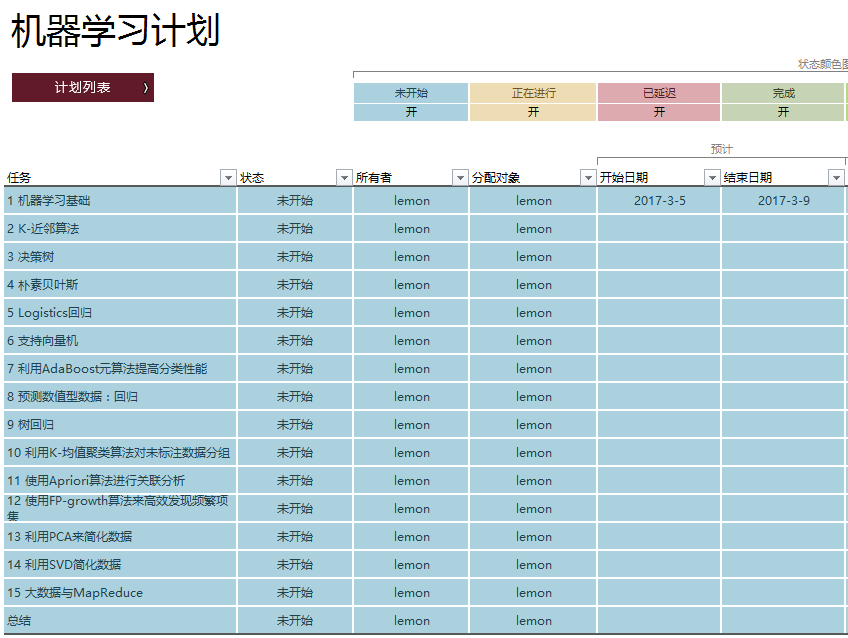 机器学习计划
计划列表
状态颜色图
未开始 正在进行 已延迟 完成
开 开 开 开
预计
任务 状态 所有者 分配对象 开始日期 结束日期
1 机器学习基础 未开始 lemon lemon 2017-3-5 2017-3-9
2 K-近邻算法 未开始 lemon lemon
3 决策树 未开始 lemon lemon
4 朴素贝叶斯 未开始 lemon lemon
5 Logistics回归 未开始 lemon lemon
6 支持向量机 未开始 lemon lemon
7 利用AdaBoost元算法提高分类性能 未开始 lemon lemon
8 预测数值型数据：回归 未开始 lemon lemon
9 树回归 未开始 lemon lemon
10 利用K-均值聚类算法对未标注数据分组 未开始 lemon lemon
11 使用Apriori算法进行关联分析 未开始 lemon lemon
12 使用FP-growth算法来高效发现频繁项
集 未开始 lemon lemon
13 利用PCA来简化数据 未开始 lemon lemon
14 利用SVD简化数据 未开始 lemon lemon
15 大数据与MapReduce 未开始 lemon lemon
总结 未开始 lemon lemon